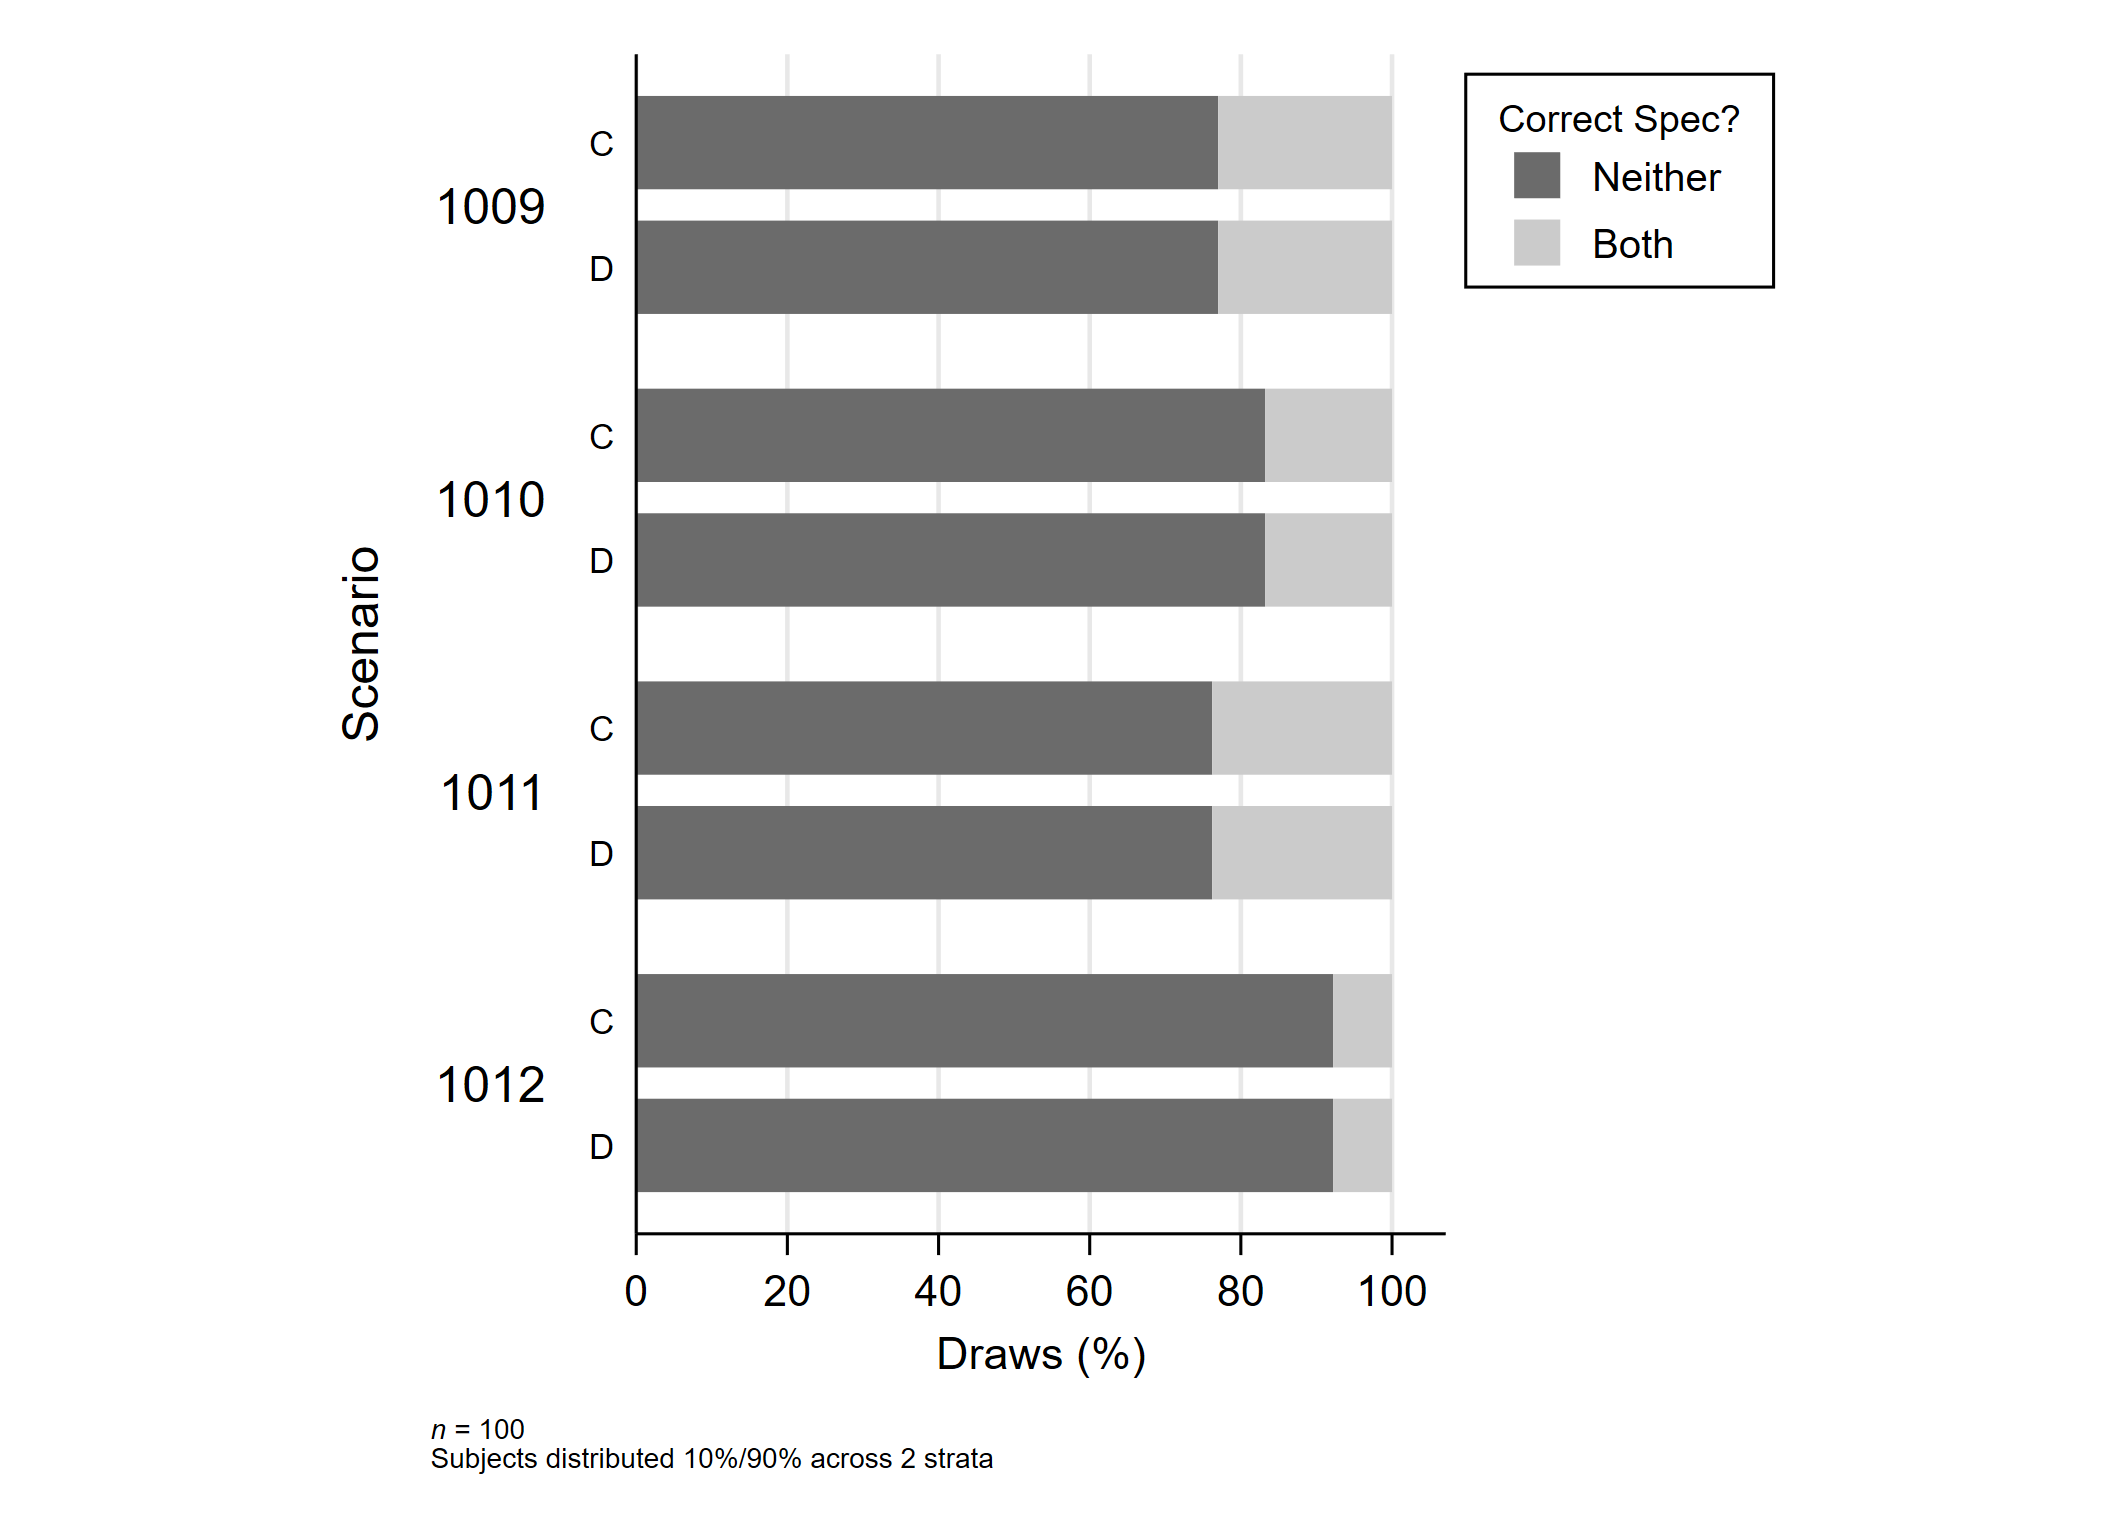 Correct Spec?
Neither
Both
Scenario
1009
C
D
1010
C
D
1011
C
D
1012
C
D
0 20 40 60 80 100
Draws (%)
n = 100
Subjects distributed 10%/90% across 2 strata